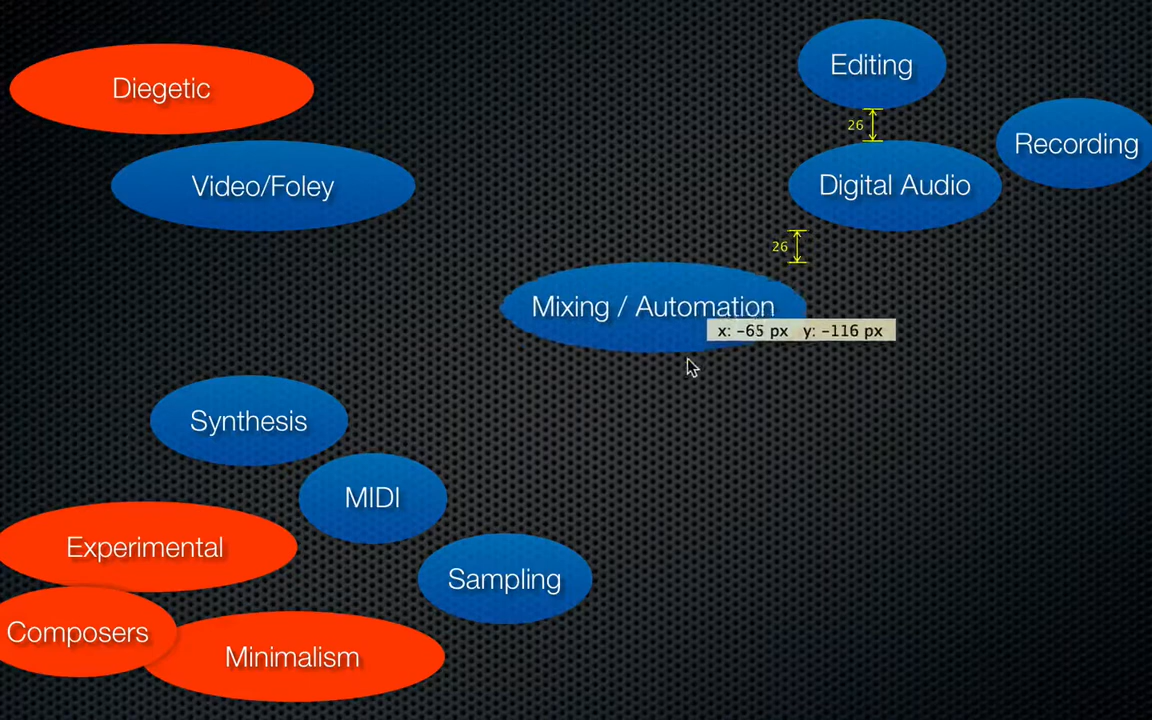 Editing
Diegetic
26
Recording
Video/Foley
Digital Audio
26
Mixing / Automation
x: -65 px y: -116 px
Synthesis
MIDI
Experimental
Sampling
Composers
Minimalism